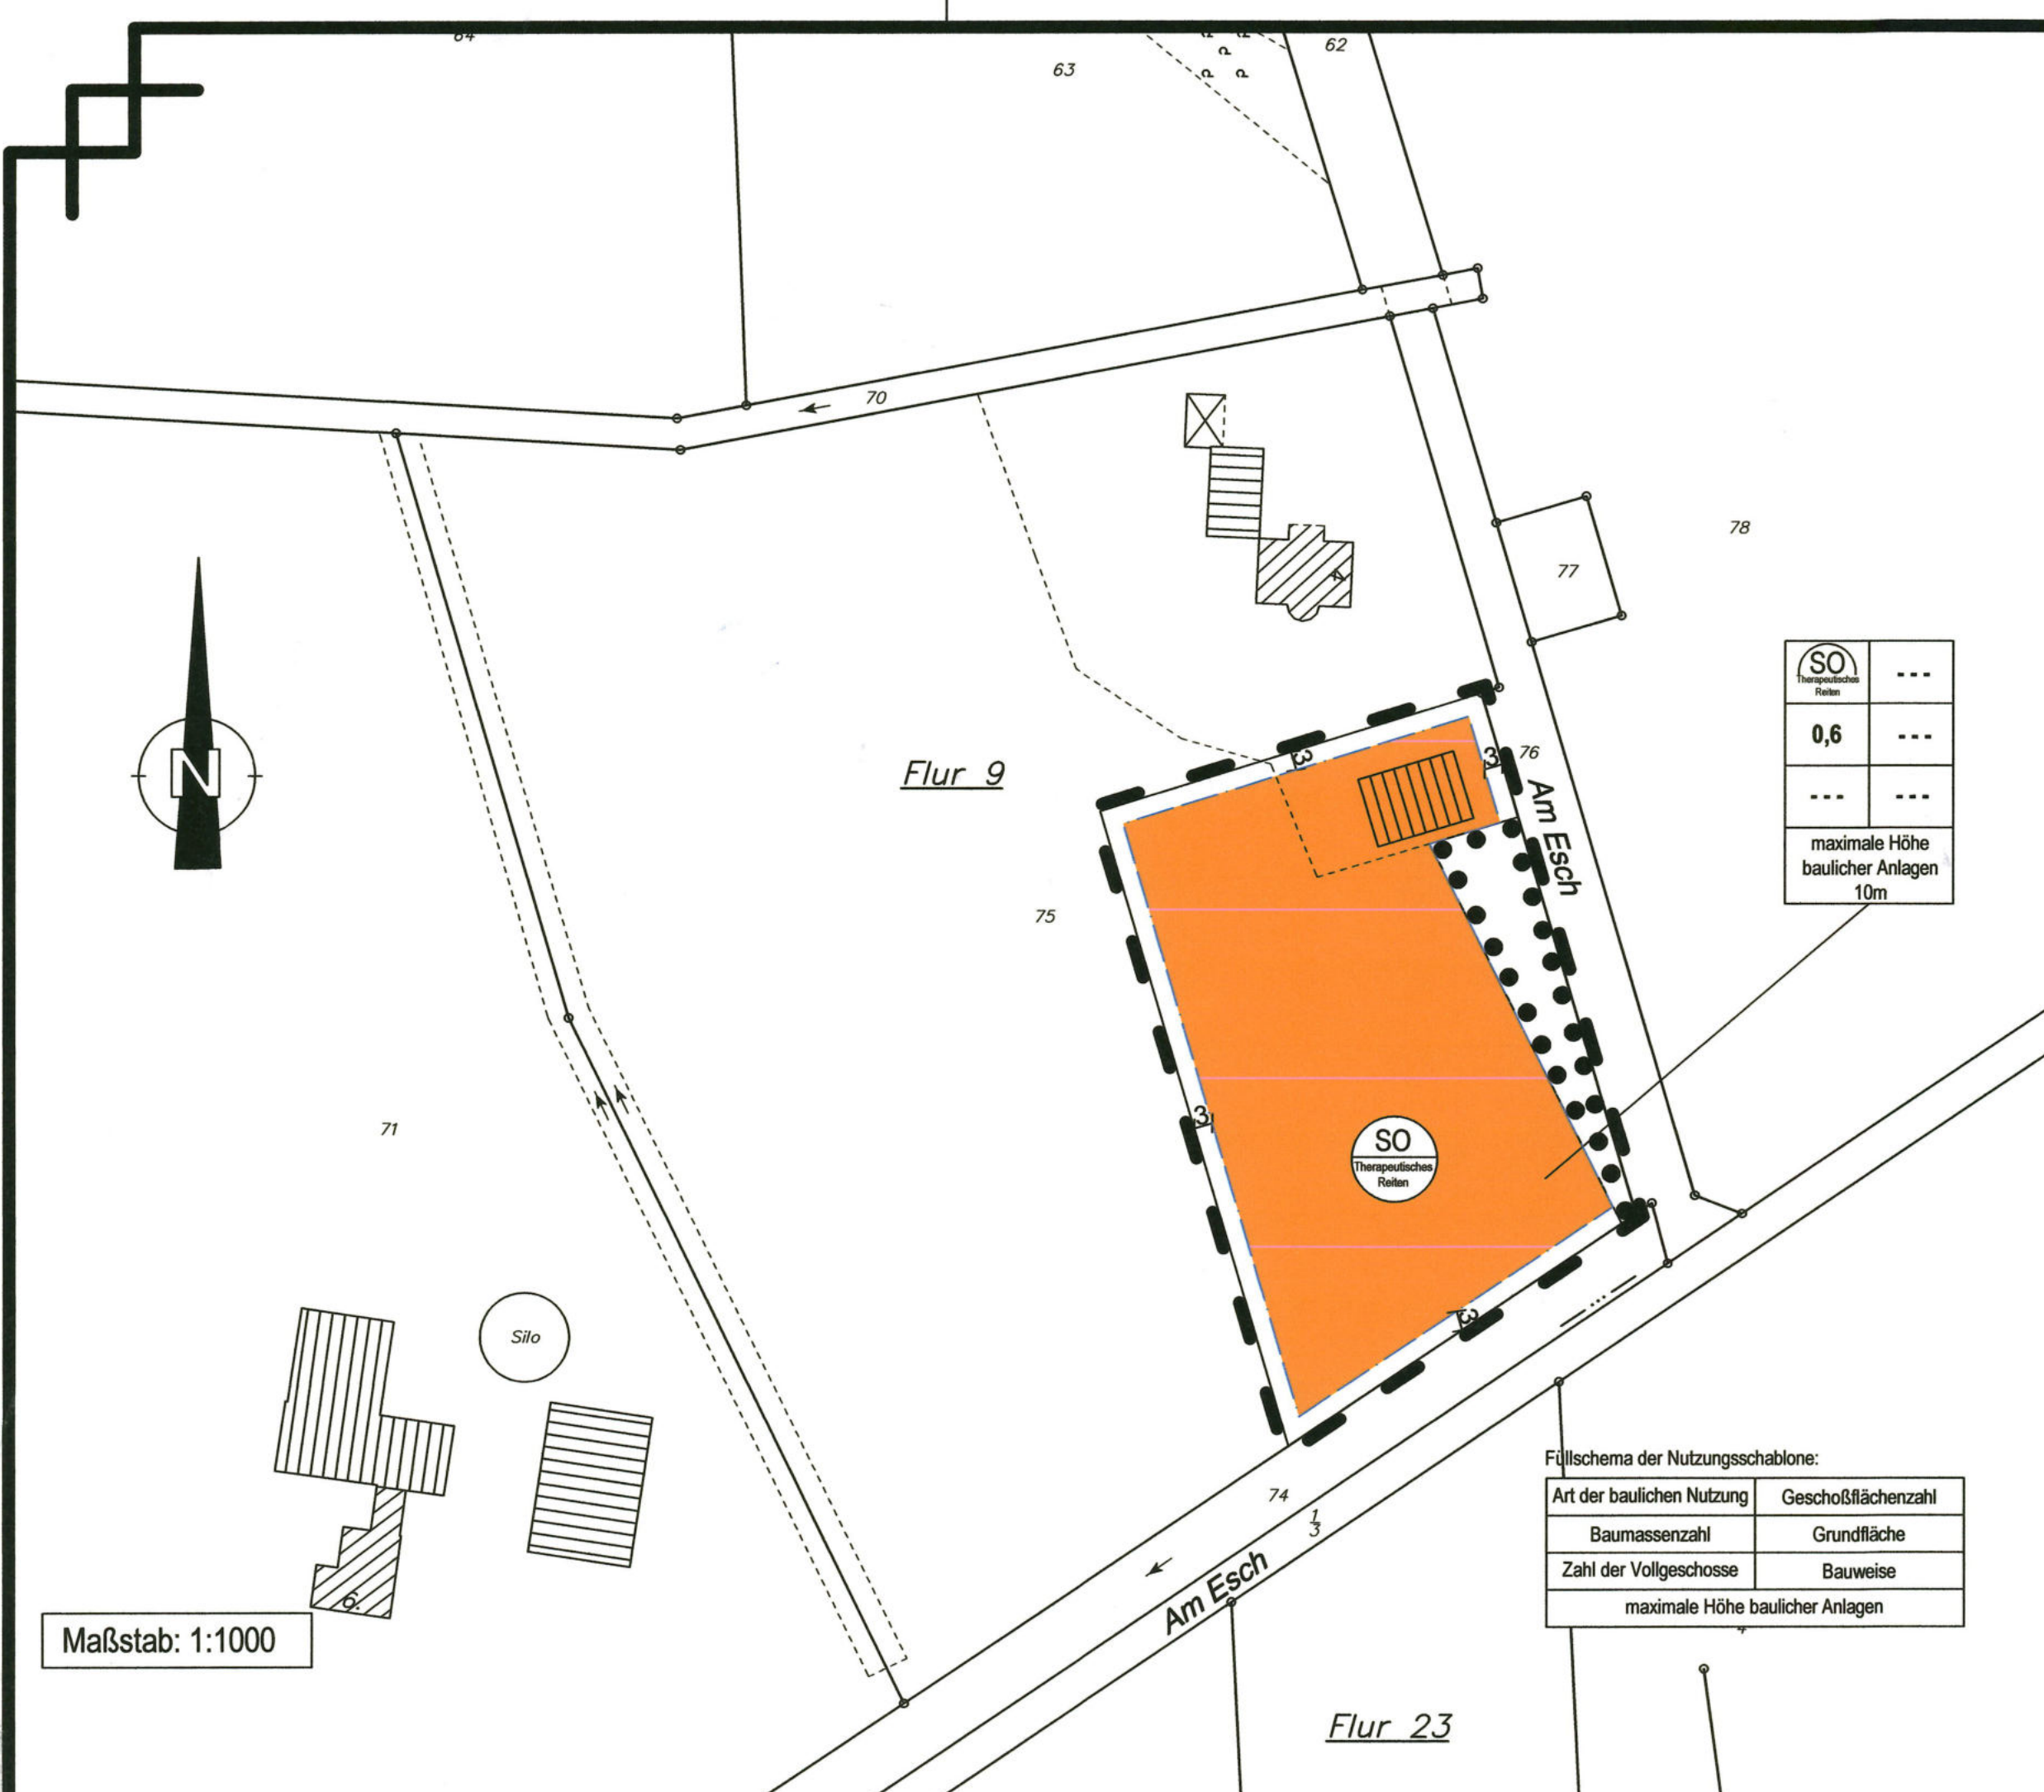 64
63
62
70
78
77
N
SO
Therapeutisches
Reiten
---
0,6
---
---
---
maximale Höhe
baulicher Anlagen
10m
Flur 9
3
3
76
Am Esch
75
71
3
SO
Therapeutisches
Reiten
Silo
3
74
1
3
Am Esch
6.
Maßstab: 1:1000
Füllschema der Nutzungsschablone:
Art der baulichen Nutzung
Geschoßflächenzahl
Baumassenzahl
Grundfläche
Zahl der Vollgeschosse
Bauweise
maximale Höhe baulicher Anlagen
Flur 23